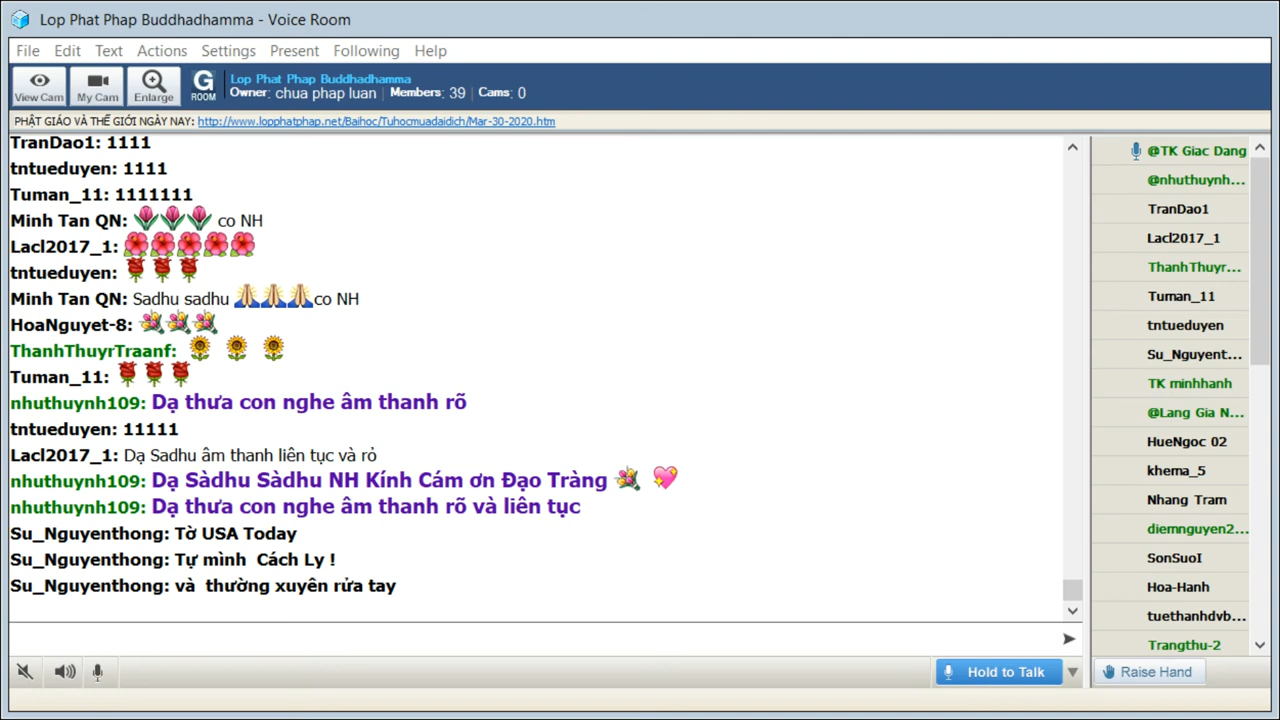 Lop Phat Phap Buddhadhamma - Voice Room
File Edit Text Actions Settings Present Following Help
View Cam My Cam Enlarge G ROOM
Lop Phat Phap Buddhadhamma
Owner: chua phap luan | Members: 39 | Cams: 0
PHẬT GIÁO VÀ THẾ GIỚI NGÀY NAY: http://www.lopphatphap.net/Baihoc/Tuhocmuadaidich/Mar-30-2020.htm
TranDao1: 1111
tntueduyen: 1111
Tuman_11: 1111111
Minh Tan QN: 🌷🌷🌷 co NH
Lacl2017_1: 🌺🌺🌺🌺🌺
tntueduyen: 🌹🌹🌹
Minh Tan QN: Sadhu sadhu 🙏🙏🙏co NH
HoaNguyet-8: 💐💐💐
ThanhThuyrTraanf: 🌻 🌻 🌻
Tuman_11: 🌹🌹🌹
nhuthuynh109: Dạ thưa con nghe âm thanh rõ
tntueduyen: 11111
Lacl2017_1: Dạ Sadhu âm thanh liên tục và rỏ
nhuthuynh109: Dạ Sàdhu Sàdhu NH Kính Cám ơn Đạo Tràng 💐 💖
nhuthuynh109: Dạ thưa con nghe âm thanh rõ và liên tục
Su_Nguyenthong: Tờ USA Today
Su_Nguyenthong: Tự mình  Cách Ly !
Su_Nguyenthong: và  thường xuyên rửa tay
@TK Giac Dang
@nhuthuynh...
TranDao1
Lacl2017_1
ThanhThuyr...
Tuman_11
tntueduyen
Su_Nguyent...
TK minhhanh
@Lang Gia N...
HueNgoc 02
khema_5
Nhang Tram
diemnguyen2...
SonSuoI
Hoa-Hanh
tuethanhdvb...
Trangthu-2
Hold to Talk
Raise Hand